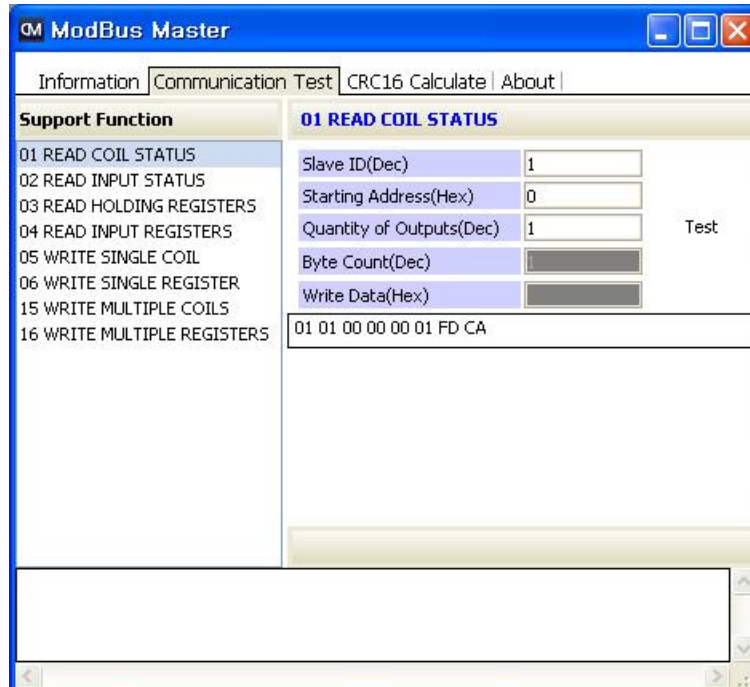 CM ModBus Master
Information Communication Test CRC16 Calculate About
Support Function
01 READ COIL STATUS
02 READ INPUT STATUS
03 READ HOLDING REGISTERS
04 READ INPUT REGISTERS
05 WRITE SINGLE COIL
06 WRITE SINGLE REGISTER
15 WRITE MULTIPLE COILS
16 WRITE MULTIPLE REGISTERS
01 READ COIL STATUS
Slave ID(Dec) 1
Starting Address(Hex) 0
Quantity of Outputs(Dec) 1
Test
Byte Count(Dec) 1
Write Data(Hex)
01 01 00 00 00 01 FD CA